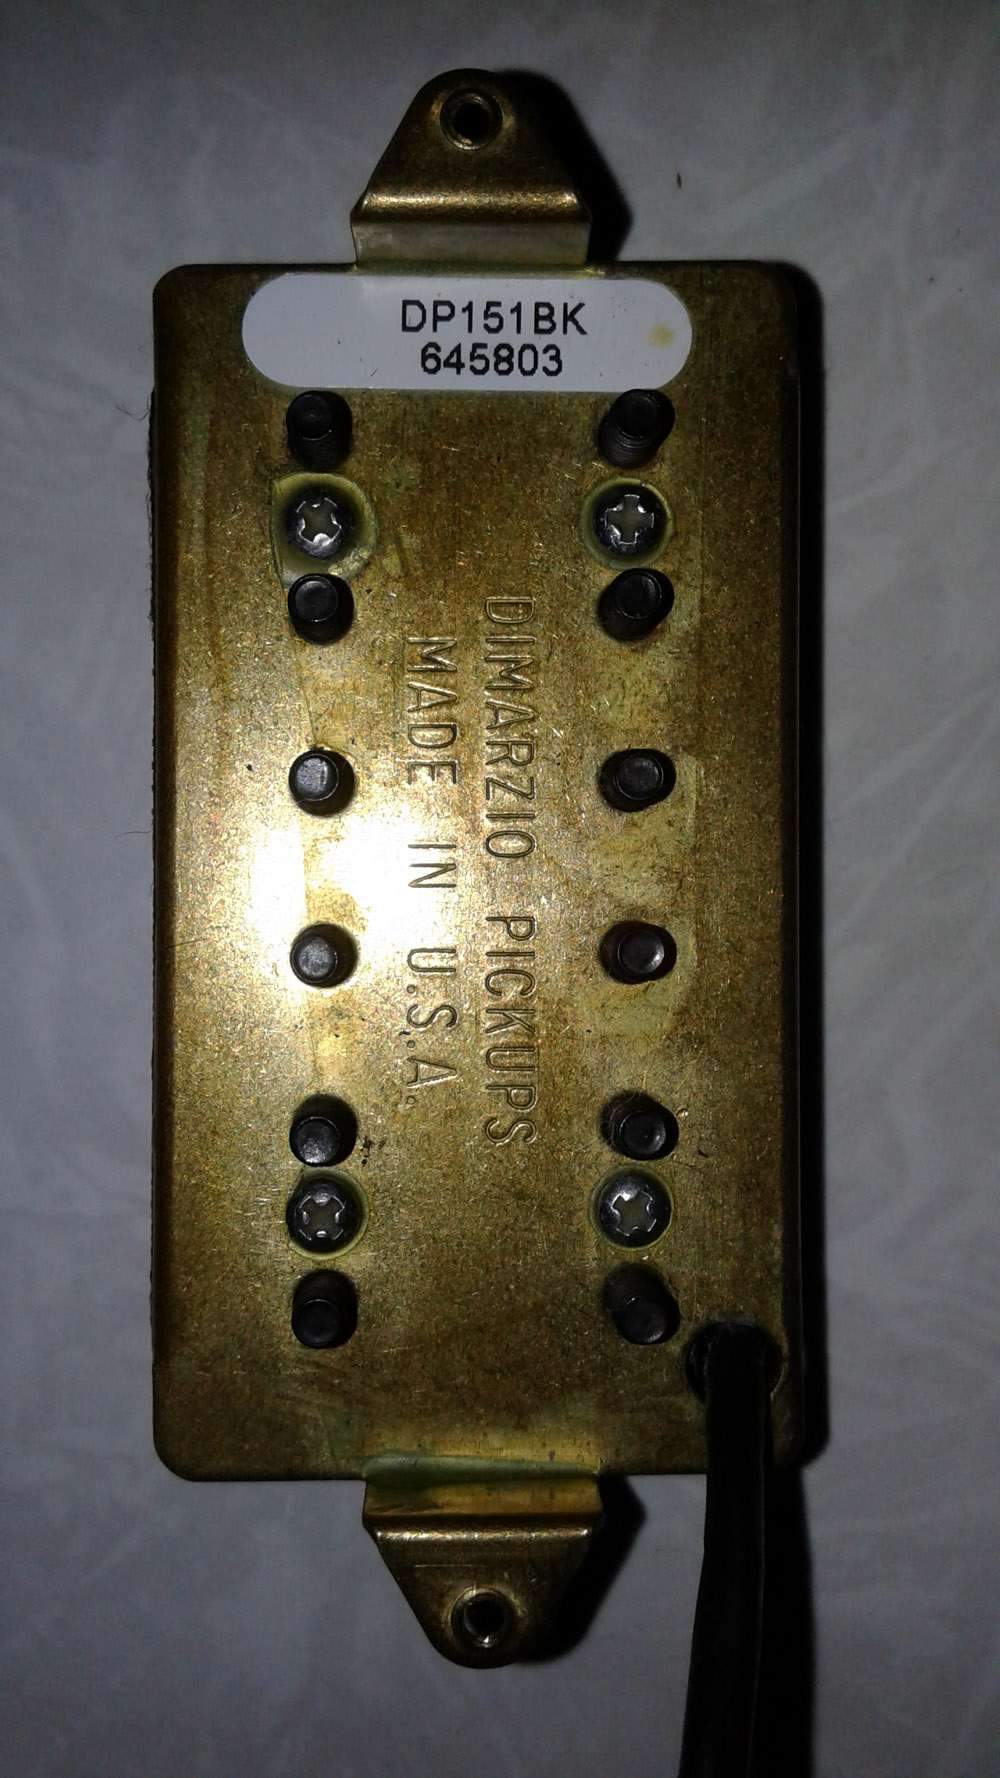 DP151BK
645803
DIMARZIO PICKUPS
MADE IN U.S.A.